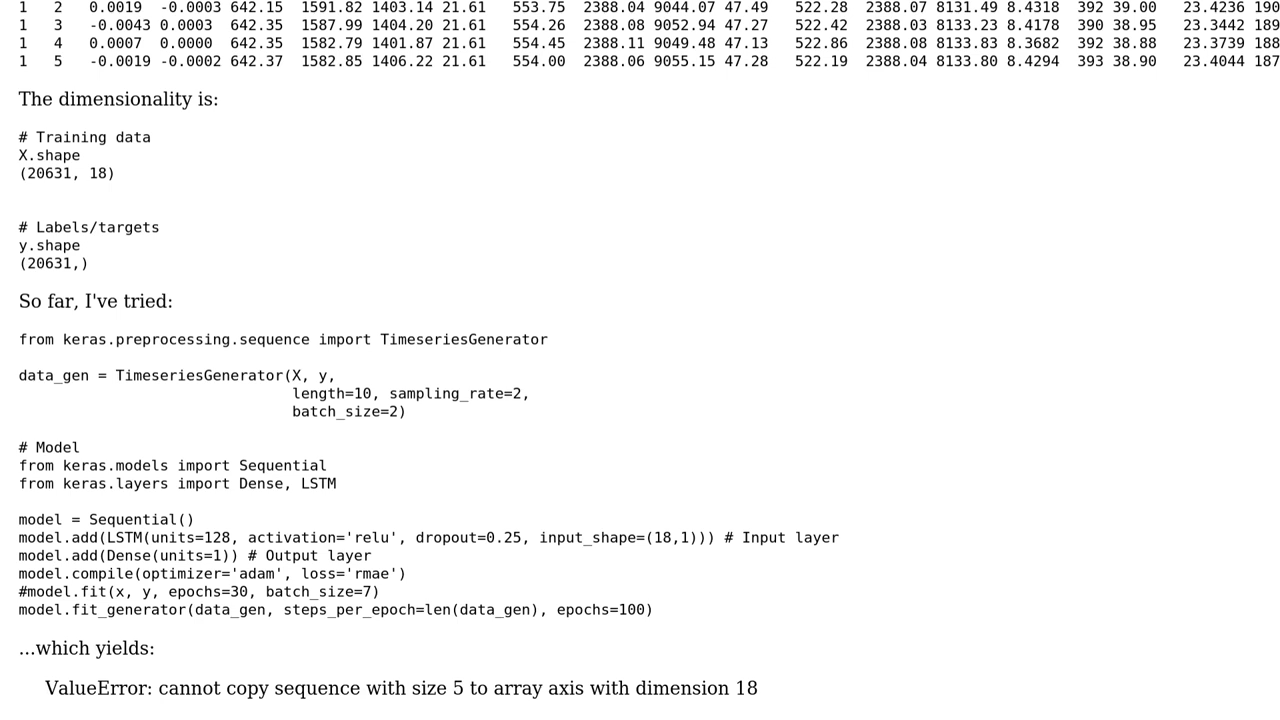 1   2   0.0019  -0.0003 642.15  1591.82 1403.14 21.61   553.75  2388.04 9044.07 47.49   522.28  2388.07 8131.49 8.4318  392 39.00   23.4236 190
1   3   -0.0043 0.0003  642.35  1587.99 1404.20 21.61   554.26  2388.08 9052.94 47.27   522.42  2388.03 8133.23 8.4178  390 38.95   23.3442 189
1   4   0.0007  0.0000  642.35  1582.79 1401.87 21.61   554.45  2388.11 9049.48 47.13   522.86  2388.08 8133.83 8.3682  392 38.88   23.3739 188
1   5   -0.0019 -0.0002 642.37  1582.85 1406.22 21.61   554.00  2388.06 9055.15 47.28   522.19  2388.04 8133.80 8.4294  393 38.90   23.4044 187
The dimensionality is:
# Training data
X.shape
(20631, 18)
# Labels/targets
y.shape
(20631,)
So far, I've tried:
from keras.preprocessing.sequence import TimeseriesGenerator
data_gen = TimeseriesGenerator(X, y,
                               length=10, sampling_rate=2,
                               batch_size=2)
# Model
from keras.models import Sequential
from keras.layers import Dense, LSTM
model = Sequential()
model.add(LSTM(units=128, activation='relu', dropout=0.25, input_shape=(18,1))) # Input layer
model.add(Dense(units=1)) # Output layer
model.compile(optimizer='adam', loss='rmae')
#model.fit(x, y, epochs=30, batch_size=7)
model.fit_generator(data_gen, steps_per_epoch=len(data_gen), epochs=100)
...which yields:
ValueError: cannot copy sequence with size 5 to array axis with dimension 18